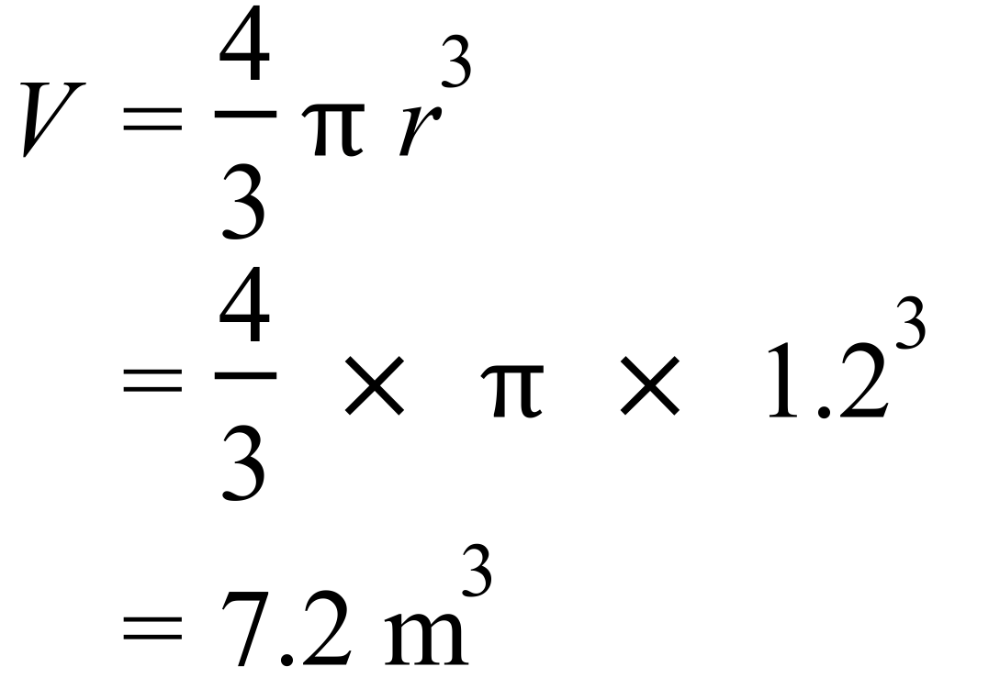 V = 4/3 π r³
= 4/3 × π × 1.2³
= 7.2 m³